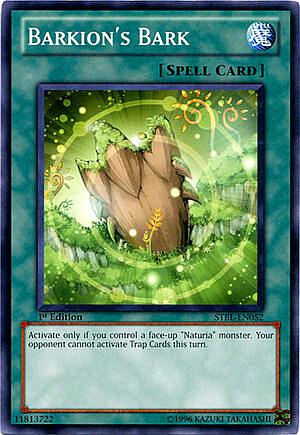 BARKION'S BARK
魔
[SPELL CARD]
1st Edition STBL-EN052
Activate only if you control a face-up "Naturia" monster. Your
opponent cannot activate Trap Cards this turn.
11813722 ©1996 KAZUKI TAKAHASHI